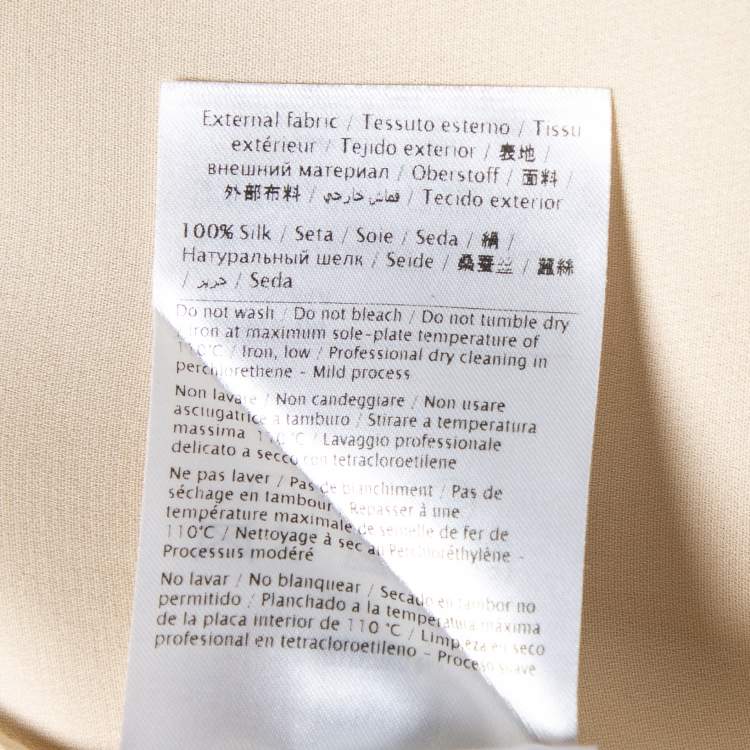 External fabric / Tessuto esterno / Tissu
extérieur / Tejido exterior / 表地 /
внешний материал / Oberstoff / 面料 /
外部布料 / قماش خارجي / Tecido exterior
100% Silk / Seta / Soie / Seda / 絹 /
Натуральный шелк / Seide / 桑蚕丝 / 蠶絲
/ حرير / Seda
Do not wash / Do not bleach / Do not tumble dry
/ Iron at maximum sole-plate temperature of
110°C / Iron, low / Professional dry cleaning in
perchlorethene - Mild process
Non lavare / Non candeggiare / Non usare
asciugatrice a tamburo / Stirare a temperatura
massima 110°C / Lavaggio professionale
delicato a secco con tetracloroetilene
Ne pas laver / Pas de blanchiment / Pas de
séchage en tambour / Repasser à une
température maximale de semelle de fer de
110°C / Nettoyage à sec au Perchloréthylène -
Processus modéré
No lavar / No blanquear / Secado en tambor no
permitido / Planchado a la temperatura máxima
de la placa interior de 110 °C / Limpieza en seco
profesional en tetracloroetileno - Proceso suave